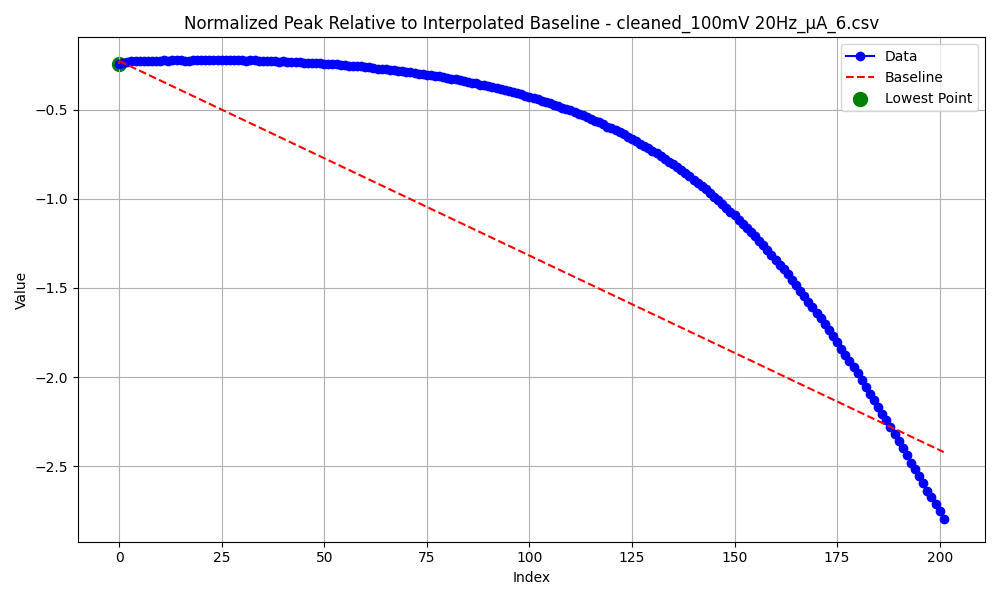 Normalized Peak Relative to Interpolated Baseline - cleaned_100mV 20Hz_μA_6.csv
Data
Baseline
Lowest Point
−0.5
−1.0
−1.5
−2.0
−2.5
Value
0 25 50 75 100 125 150 175 200
Index